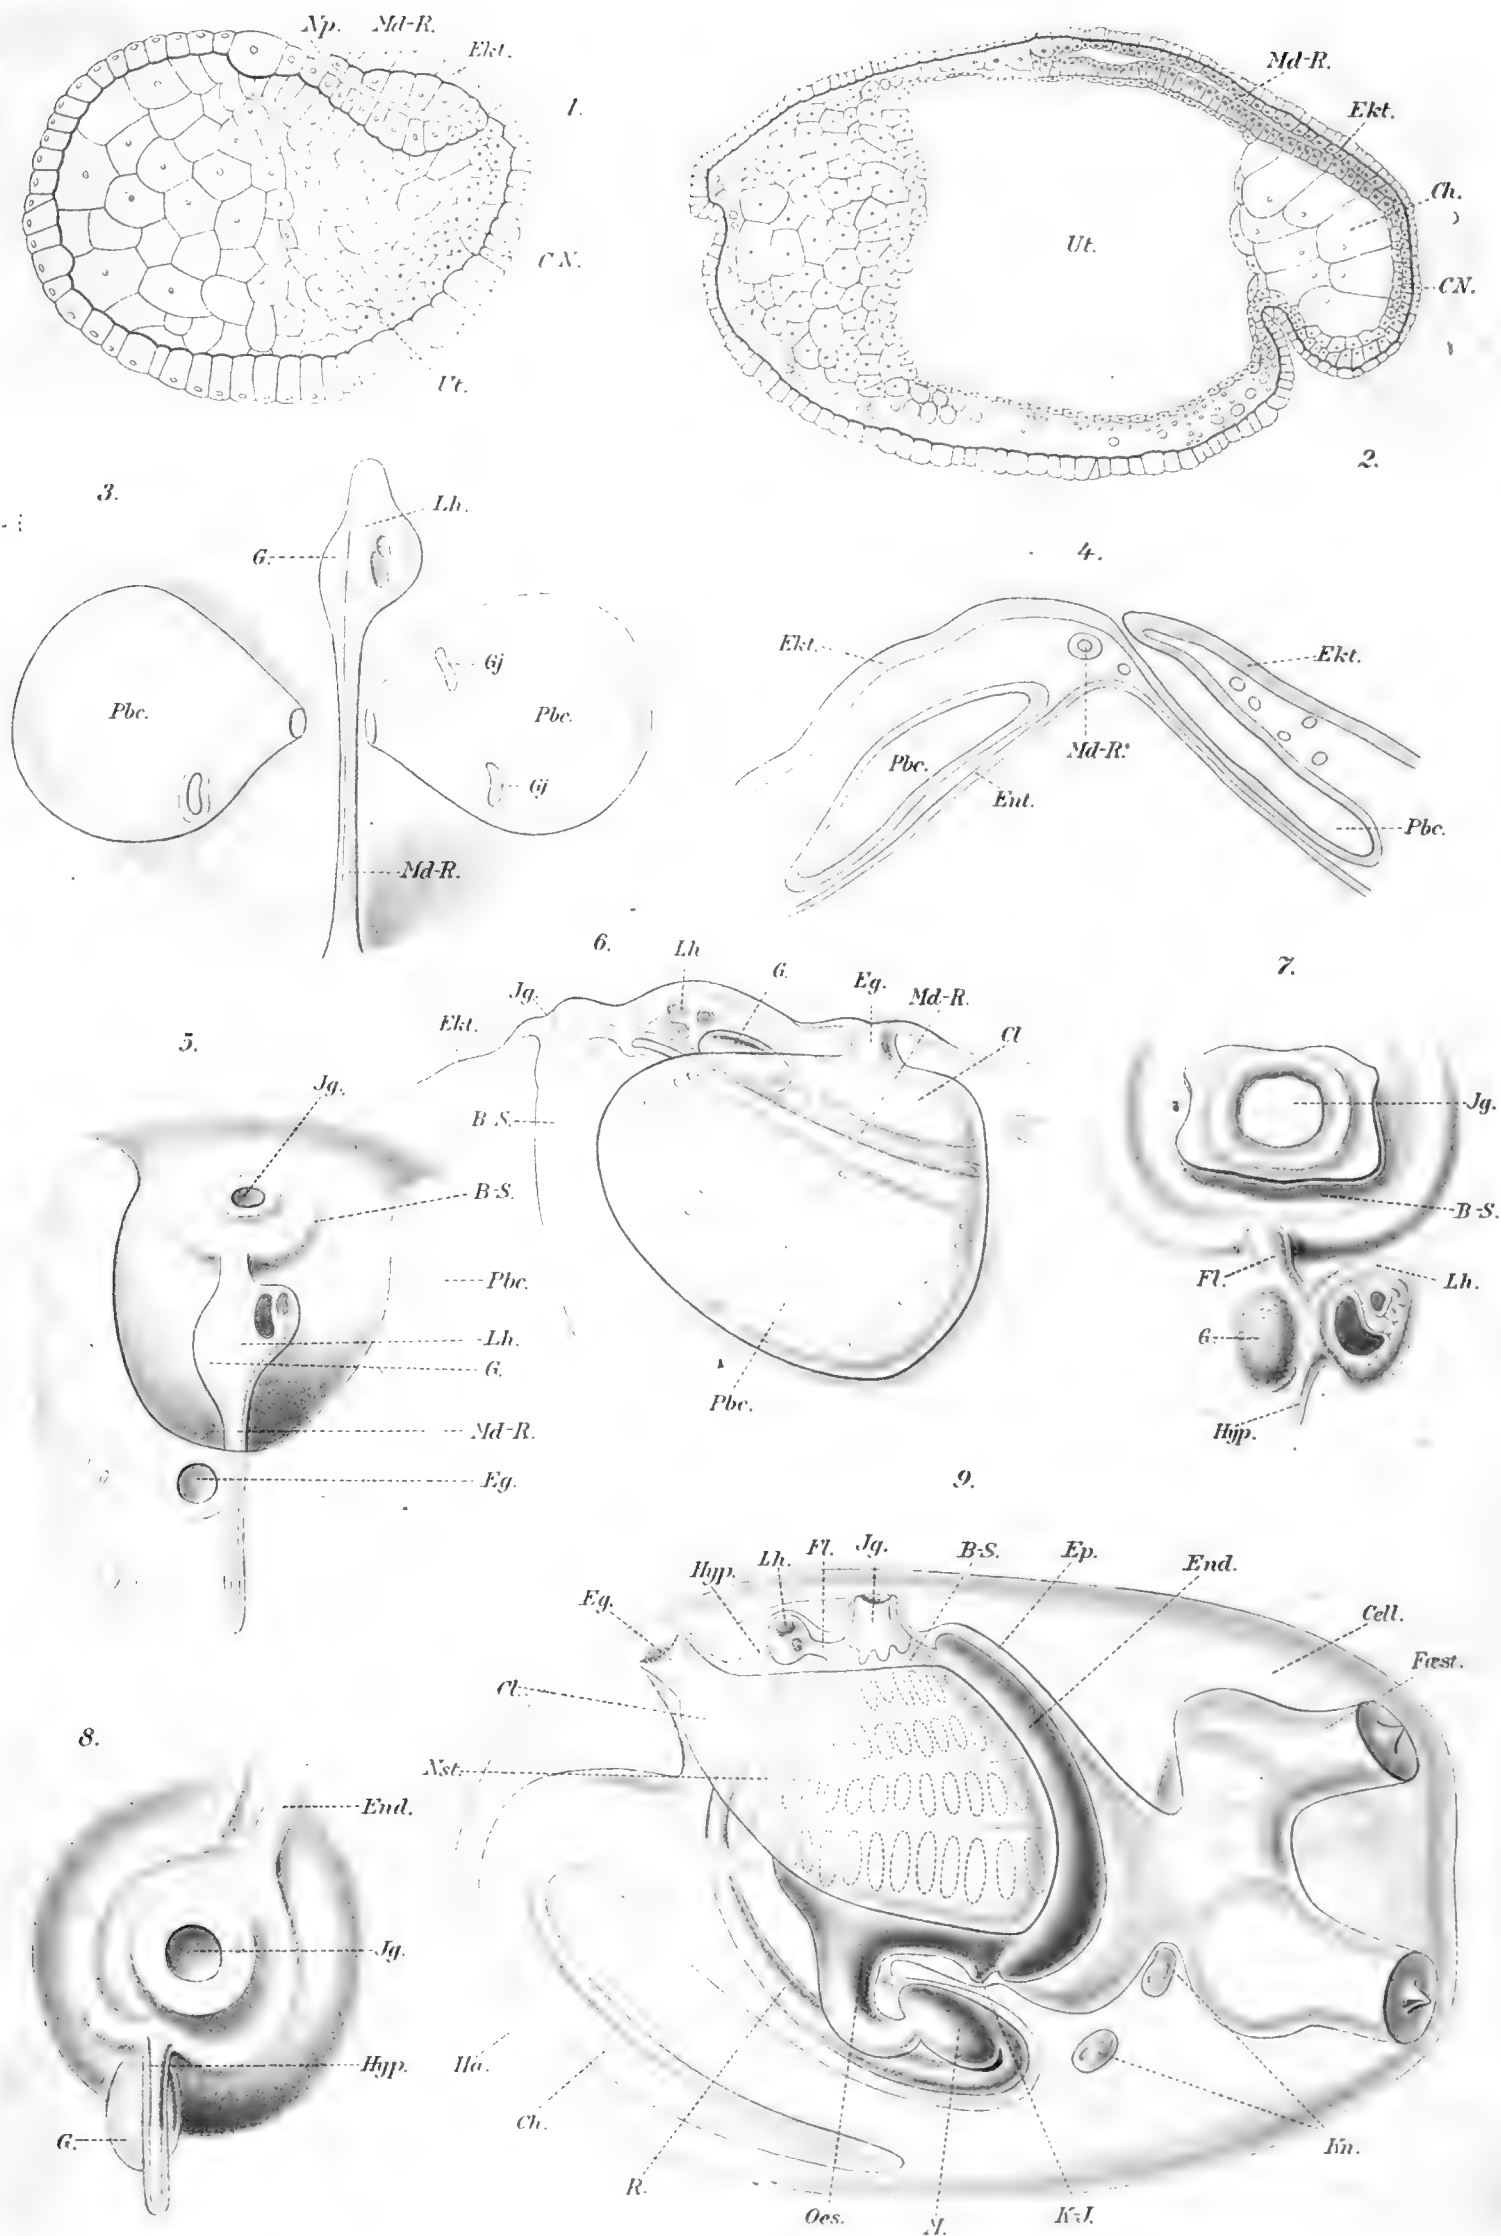 Np. Md-R.
Ekt.
1.
CN.
Ut.
Md-R.
Ekt.
Ch.
Ut.
CN.
2.
3.
Lh.
G.
Gj
Pbc.
Pbc.
Gj
Md-R.
4.
Ekt.
Ekt.
Md-R.
Pbc.
Ent.
Pbc.
5.
Jg.
B-S.
Pbc.
Lh.
G.
Md-R.
Eg.
6.
Lh
G.
Eg.
Md-R.
Jg.
Ekt.
Cl
B-S.
Pbc.
7.
Jg.
B-S.
Fl.
Lh.
G.
Hyp.
8.
End.
Jg.
Hyp.
G.
9.
Eg.
Hyp.
Lh.
Fl.
Jg.
B-S.
Ep.
End.
Cell.
Fæst.
Cl.
Nst.
Ha.
Ch.
R.
Oes.
M.
K-J.
Kn.